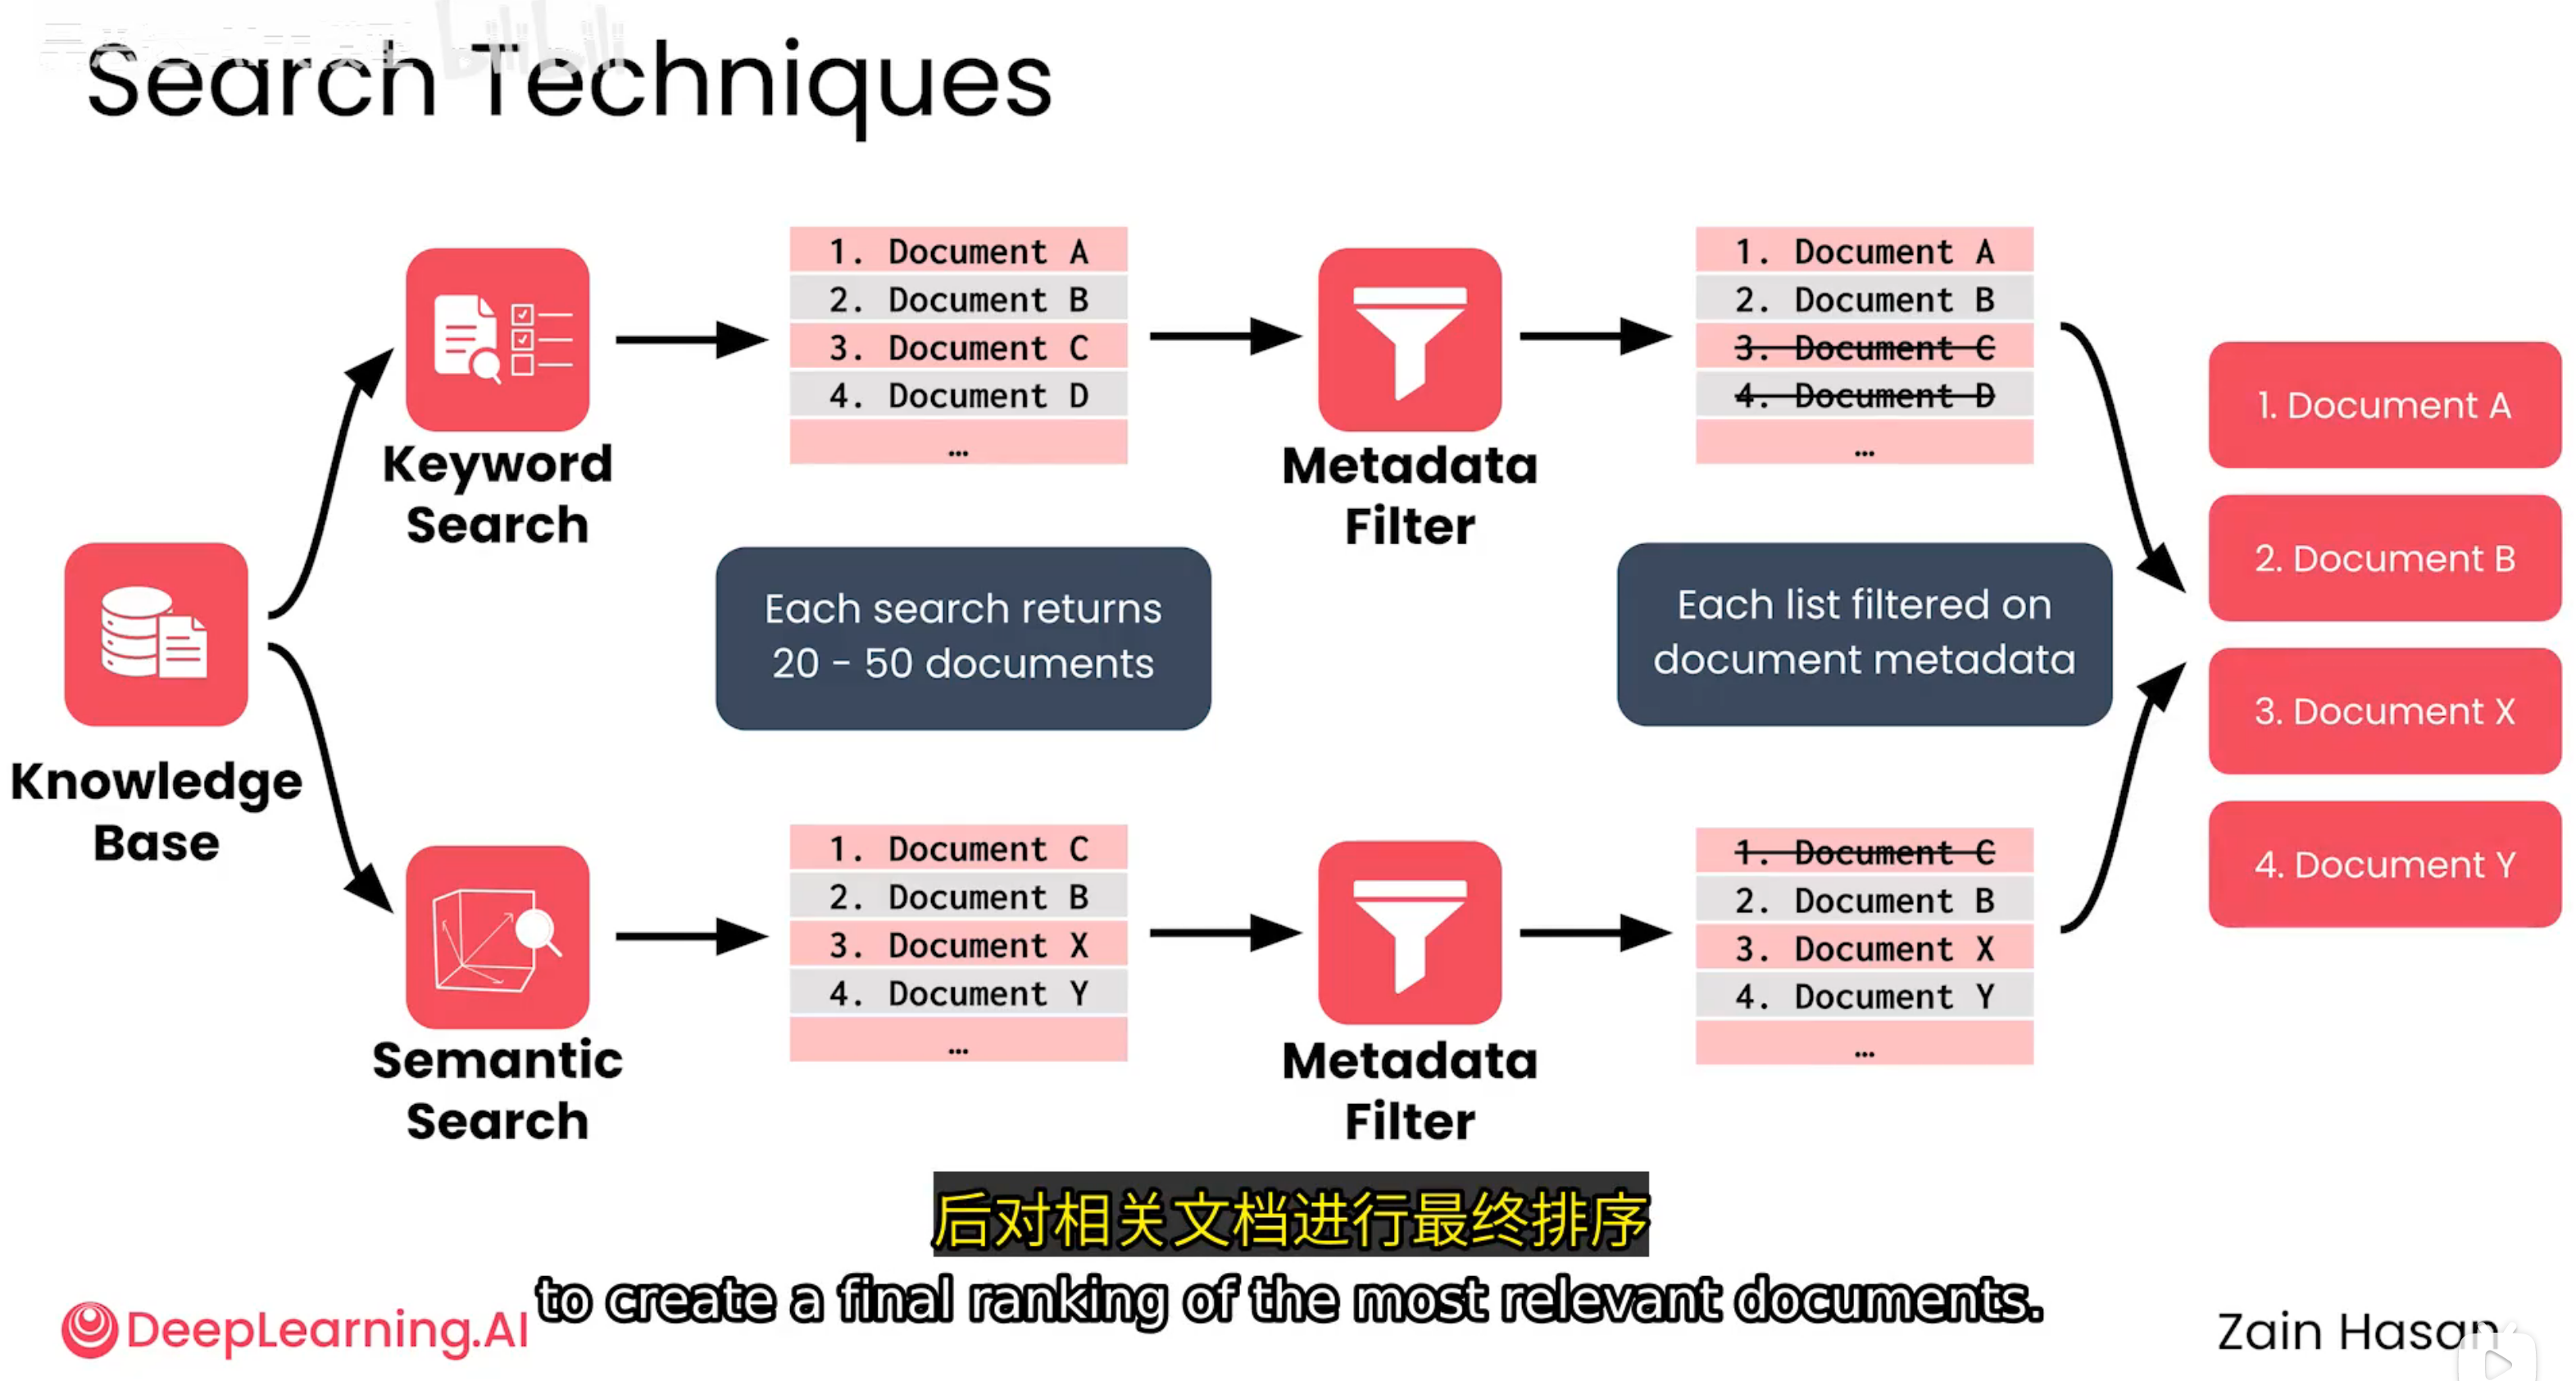 Search Techniques
bilibili
Knowledge
Base
Keyword
Search
1. Document A
2. Document B
3. Document C
4. Document D
...
Metadata
Filter
1. Document A
2. Document B
3. Document C
4. Document D
...
Each search returns
20 - 50 documents
Each list filtered on
document metadata
Semantic
Search
1. Document C
2. Document B
3. Document X
4. Document Y
...
Metadata
Filter
1. Document C
2. Document B
3. Document X
4. Document Y
...
1. Document A
2. Document B
3. Document X
4. Document Y
后对相关文档进行最终排序
to create a final ranking of the most relevant documents.
DeepLearning.AI
Zain Hasan